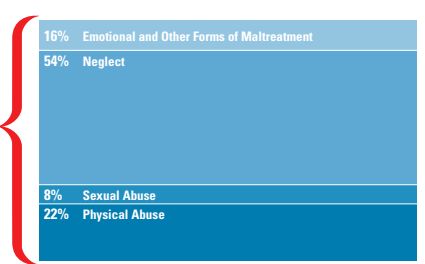 16% Emotional and Other Forms of Maltreatment
54% Neglect
8% Sexual Abuse
22% Physical Abuse